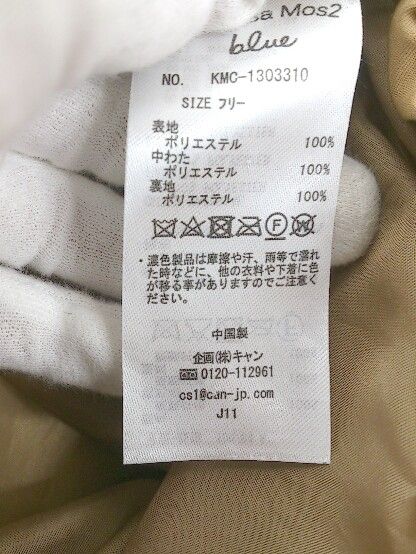 Mos2
blue
NO. KMC-1303310
SIZE フリー
表地
ポリエステル 100%
中わた
ポリエステル 100%
裏地
ポリエステル 100%
・濃色製品は摩擦や汗、雨等で濡れ
た時などに、他の衣料や下着に色
が移る事がありますのでご注意く
ださい。
中国製
企画(株)キャン
0120-112961
cs1@can-jp.com
J11